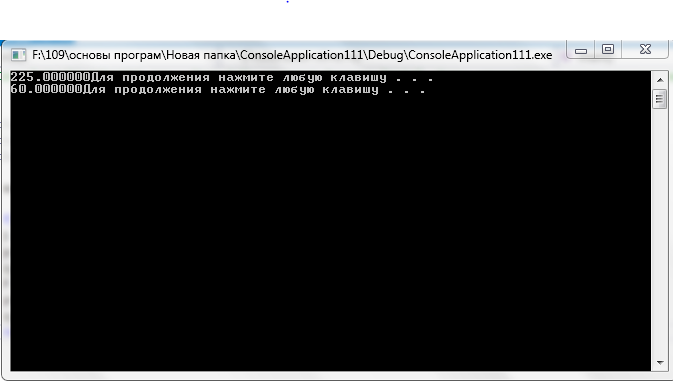 F:\109\основы програм\Новая папка\ConsoleApplication111\Debug\ConsoleApplication111.exe
225.000000Для продолжения нажмите любую клавишу . . .
60.000000Для продолжения нажмите любую клавишу . . .